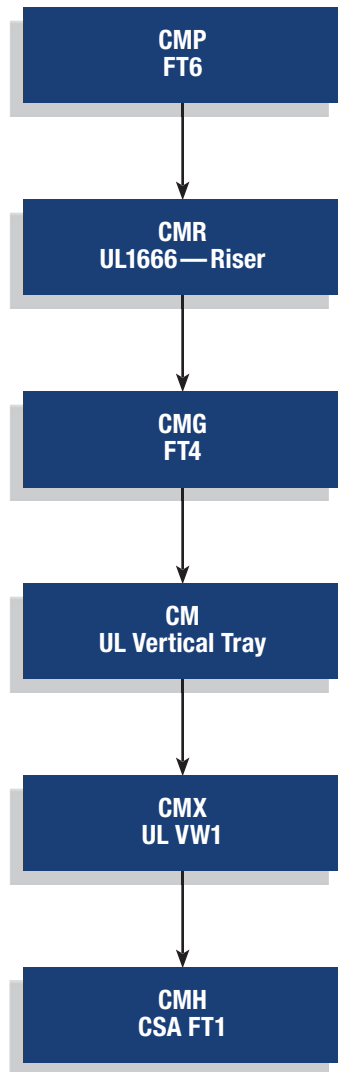 CMP
FT6
CMR
UL1666 — Riser
CMG
FT4
CM
UL Vertical Tray
CMX
UL VW1
CMH
CSA FT1